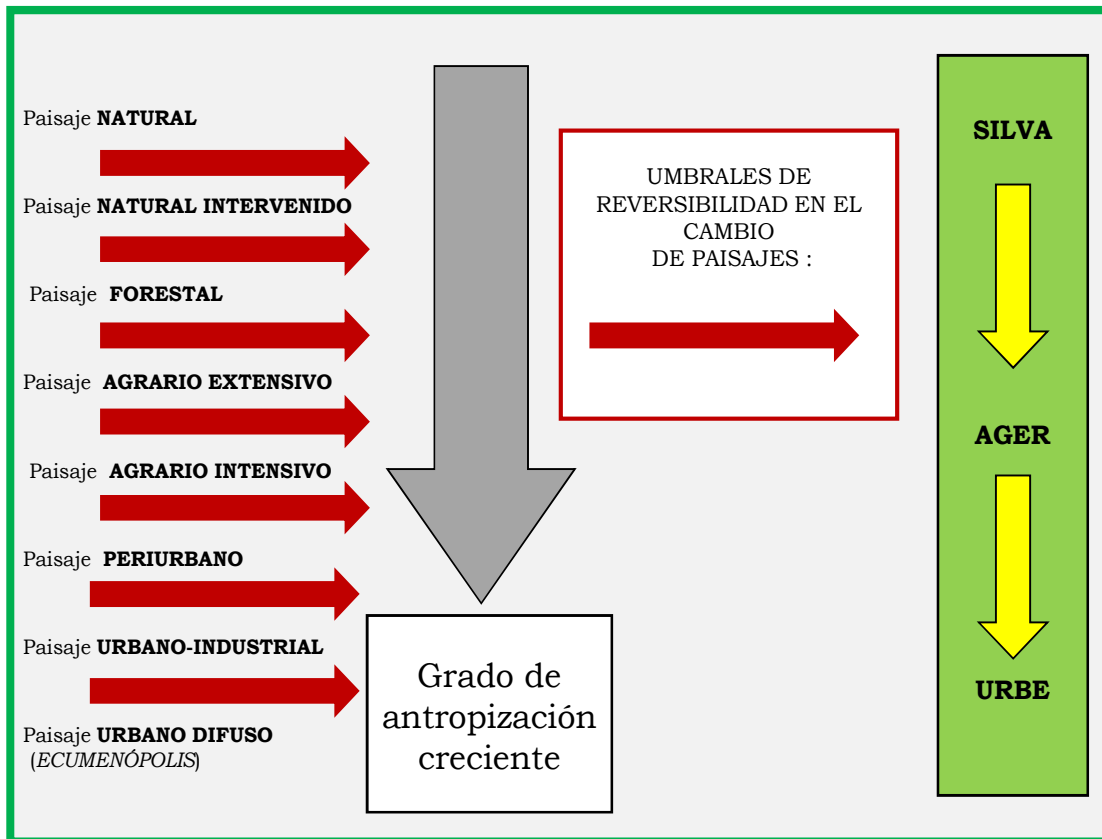 Paisaje NATURAL
Paisaje NATURAL INTERVENIDO
Paisaje FORESTAL
Paisaje AGRARIO EXTENSIVO
Paisaje AGRARIO INTENSIVO
Paisaje PERIURBANO
Paisaje URBANO-INDUSTRIAL
Paisaje URBANO DIFUSO
(ECUMENÓPOLIS)
Grado de
antropización
creciente
UMBRALES DE
REVERSIBILIDAD EN EL
CAMBIO
DE PAISAJES :
SILVA
AGER
URBE